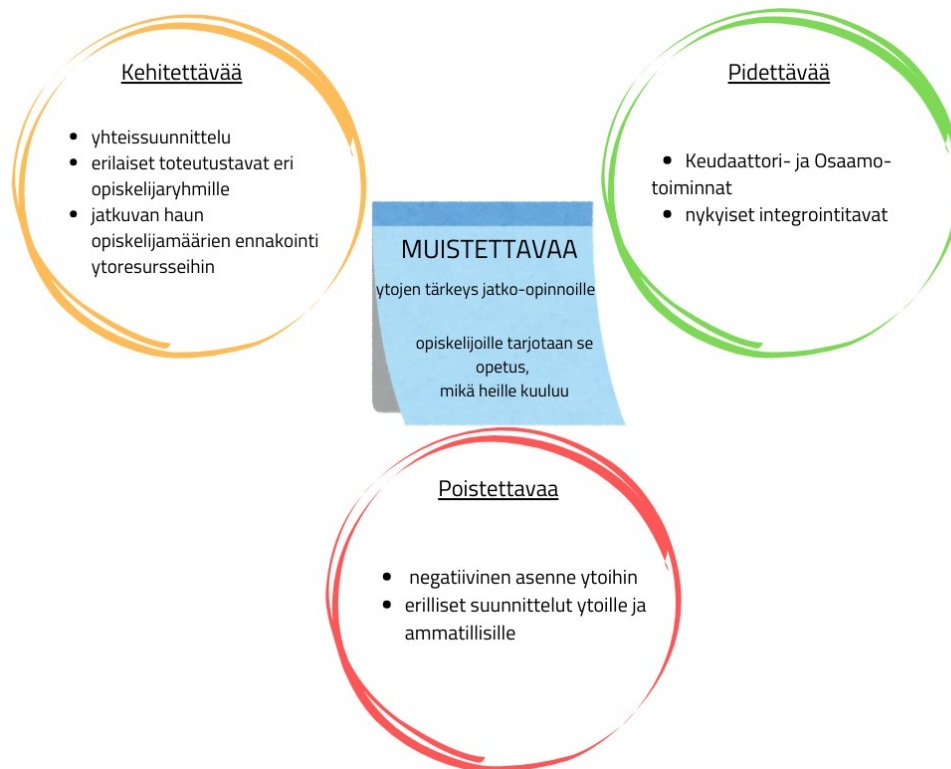 Kehitettävää
• yhteissuunnittelu
• erilaiset toteutustavat eri
opiskelijaryhmille
• jatkuvan haun
opiskelijamäärien ennakointi
ytoresursseihin
Pidettävää
• Keudaattori- ja Osaamo-
toiminnat
• nykyiset integrointitavat
MUISTETTAVAA
ytojen tärkeys jatko-opinnoille
opiskelijoille tarjotaan se
opetus,
mikä heille kuuluu
Poistettavaa
• negatiivinen asenne ytoihin
• erilliset suunnittelut ytoille ja
ammatillisille